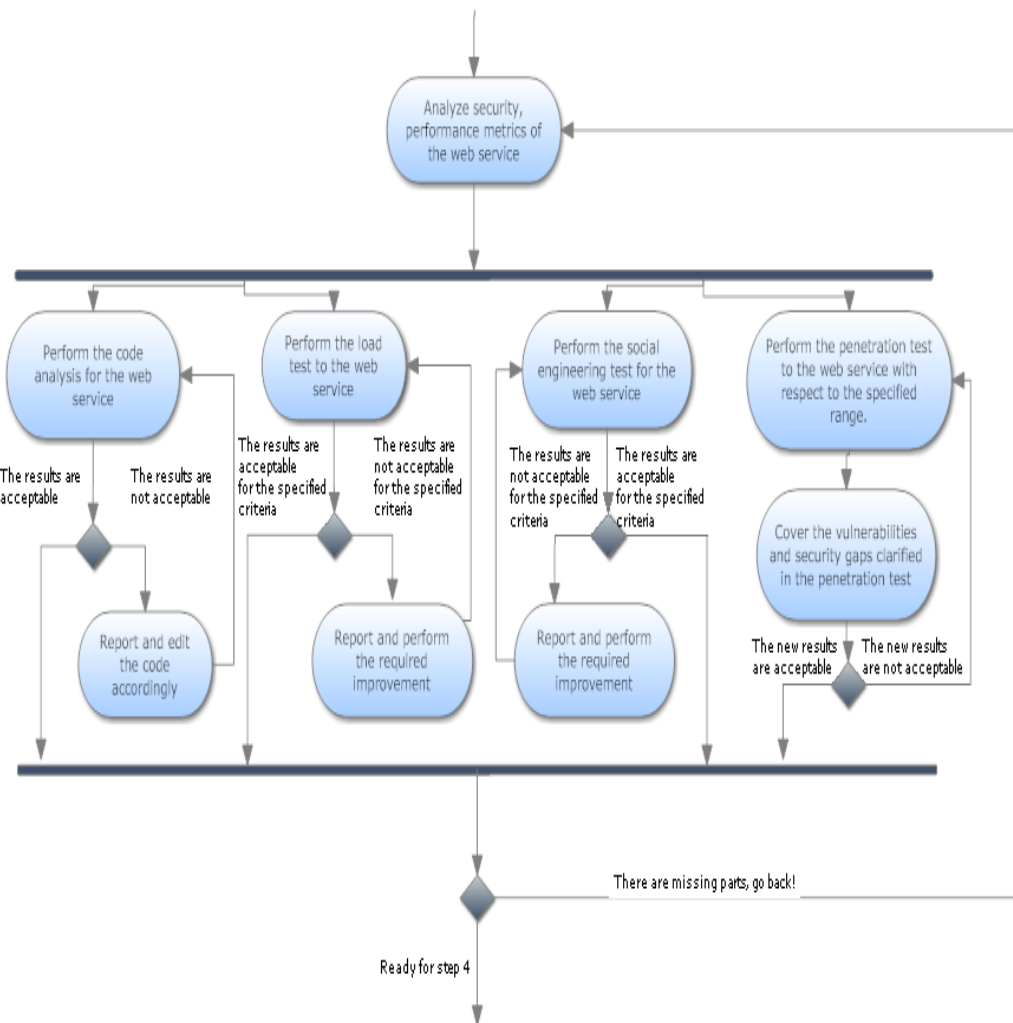 Analyze security,
performance metrics of
the web service
Perform the code
analysis for the web
service
Perform the load
test to the web
service
Perform the social
engineering test for the
web service
Perform the penetration test
to the web service with
respect to the specified
range.
The results are
acceptable
The results are
not acceptable
The results are
acceptable
for the specified
criteria
The results are
not acceptable
for the specified
criteria
The results are
not acceptable
for the specified
criteria
The results are
acceptable
for the specified
criteria
Cover the vulnerabilities
and security gaps clarified
in the penetration test
Report and edit
the code
accordingly
Report and perform
the required
improvement
Report and perform
the required
improvement
The new results
are acceptable
The new results
are not acceptable
There are missing parts, go back!
Ready for step 4